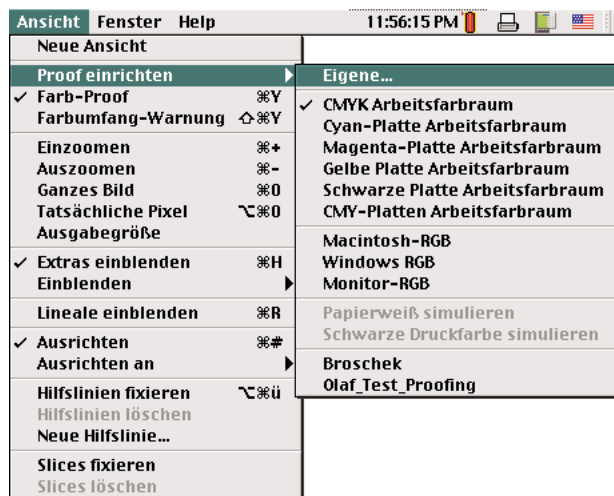 Ansicht Fenster Help 11:56:15 PM
Neue Ansicht
Proof einrichten
✓ Farb-Proof ⌘Y
Farbumfang-Warnung ⇧⌘Y
Einzoomen ⌘+
Auszoomen ⌘-
Ganzes Bild ⌘0
Tatsächliche Pixel ⌥⌘0
Ausgabegröße
✓ Extras einblenden ⌘H
Einblenden
Lineale einblenden ⌘R
✓ Ausrichten ⌘#
Ausrichten an
Hilfslinien fixieren ⌥⌘ü
Hilfslinien löschen
Neue Hilfslinie...
Slices fixieren
Slices löschen
Eigene...
✓ CMYK Arbeitsfarbraum
Cyan-Platte Arbeitsfarbraum
Magenta-Platte Arbeitsfarbraum
Gelbe Platte Arbeitsfarbraum
Schwarze Platte Arbeitsfarbraum
CMY-Platten Arbeitsfarbraum
Macintosh-RGB
Windows RGB
Monitor-RGB
Papierweiß simulieren
Schwarze Druckfarbe simulieren
Broschek
Olaf_Test_Proofing